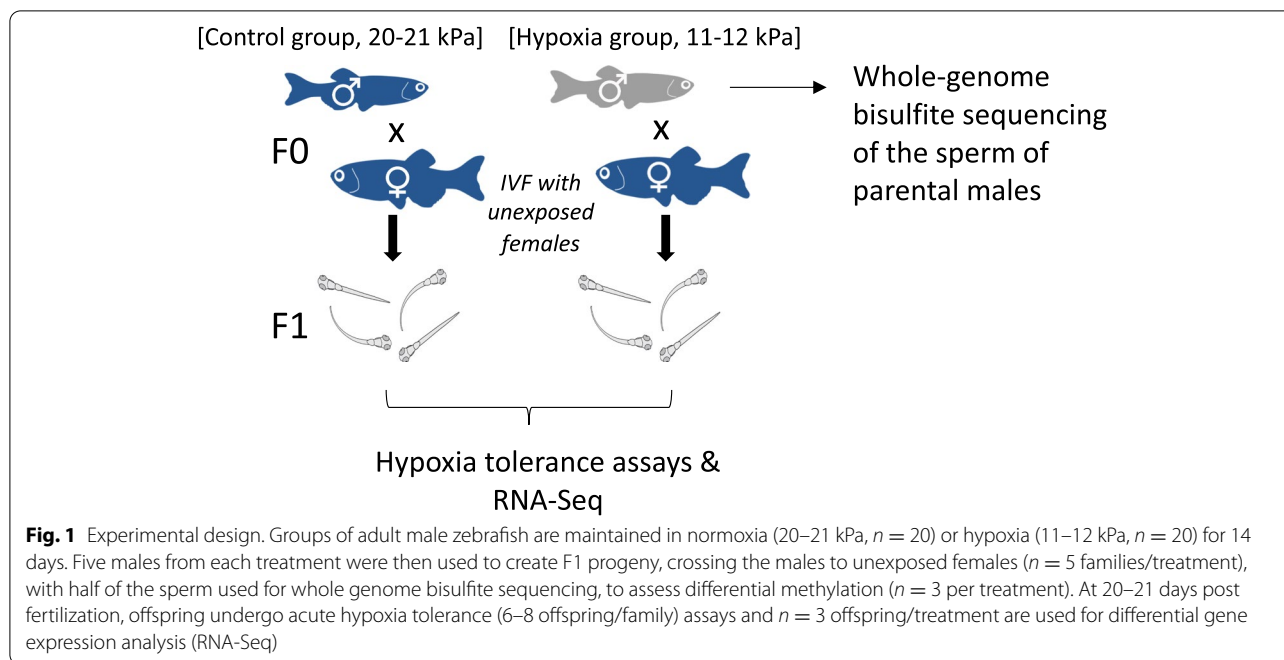 [Control group, 20-21 kPa] [Hypoxia group, 11-12 kPa]
♂ ♂
Whole-genome
bisulfite sequencing
of the sperm of
parental males
x x
F0
♀ ♀
IVF with
unexposed
females
F1
Hypoxia tolerance assays &
RNA-Seq
Fig. 1 Experimental design. Groups of adult male zebrafish are maintained in normoxia (20–21 kPa, n = 20) or hypoxia (11–12 kPa, n = 20) for 14
days. Five males from each treatment were then used to create F1 progeny, crossing the males to unexposed females (n = 5 families/treatment),
with half of the sperm used for whole genome bisulfite sequencing, to assess differential methylation (n = 3 per treatment). At 20–21 days post
fertilization, offspring undergo acute hypoxia tolerance (6–8 offspring/family) assays and n = 3 offspring/treatment are used for differential gene
expression analysis (RNA-Seq)